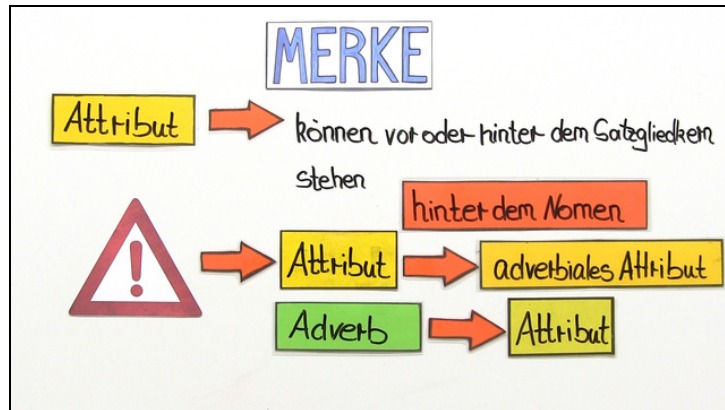 MERKE
Attribut
können vor oder hinter dem Satzgliedkern
stehen
hinter dem Nomen
!
Attribut
adverbiales Attribut
Adverb
Attribut